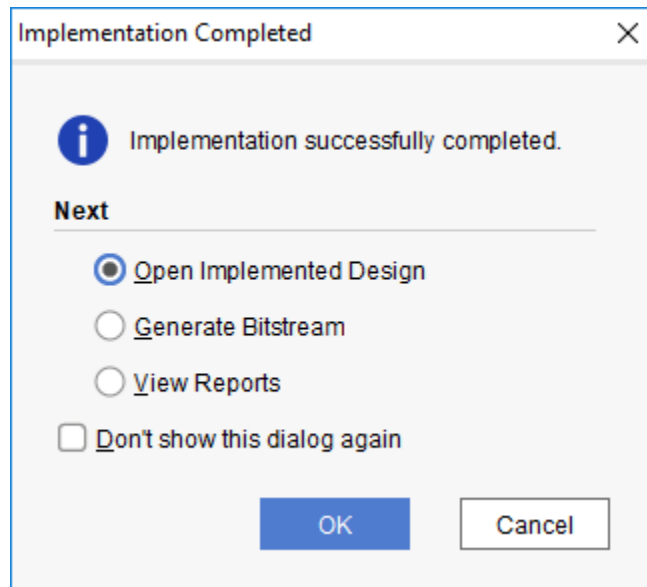 Implementation Completed
Implementation successfully completed.
Next
Open Implemented Design
Generate Bitstream
View Reports
Don't show this dialog again
OK
Cancel